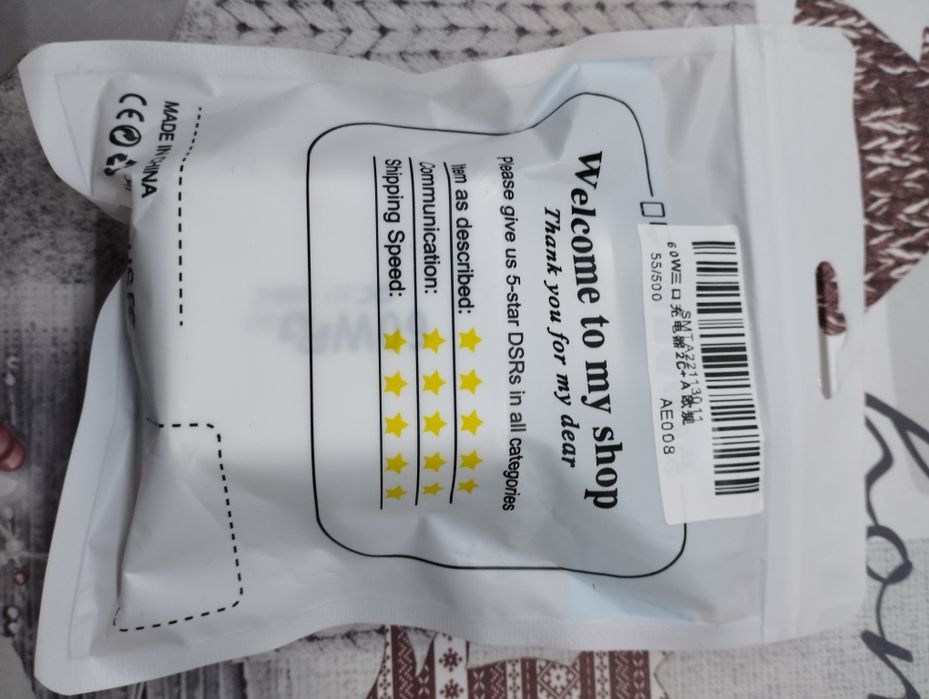 SMTA22113011
60W三口充电器2C+A欧规
55/500
AE008
Welcome to my shop
Thank you for my dear
Please give us 5-star DSRs in all categories
Item as described:
Communication:
Shipping Speed:
MADE IN CHINA
CE